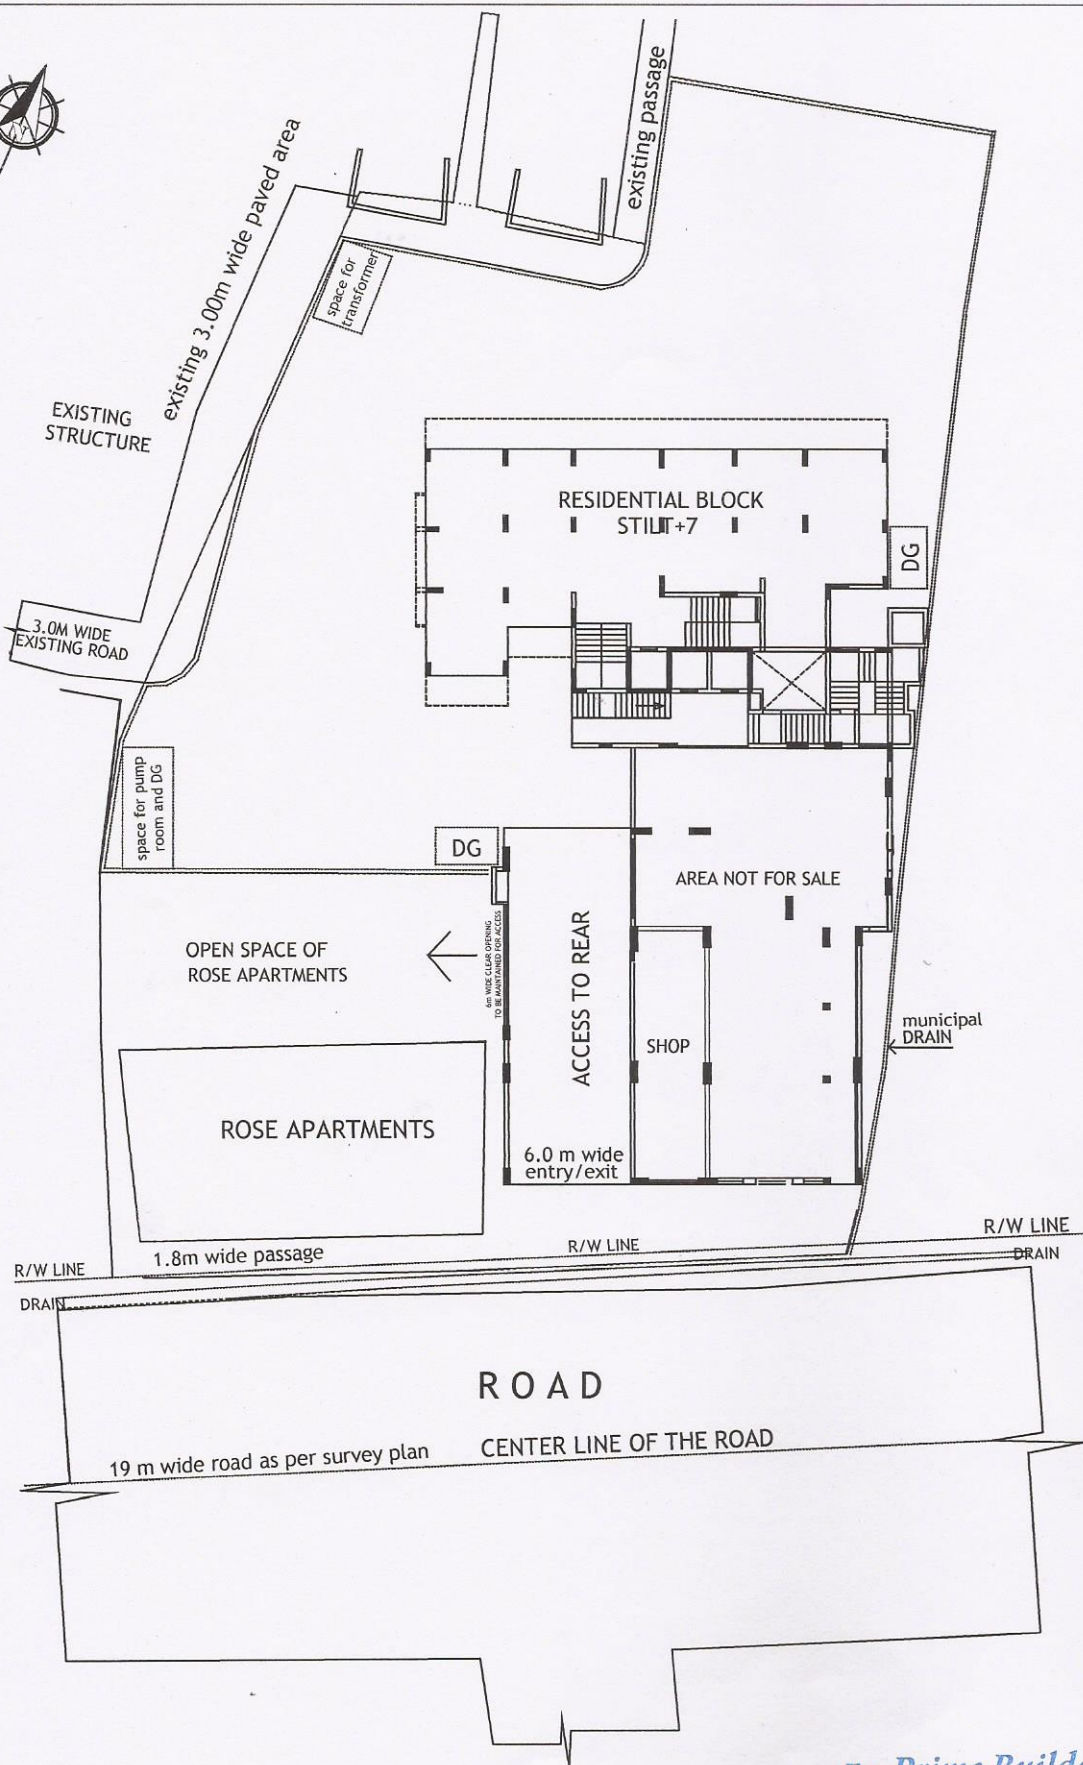 existing passage
existing 3.00m wide paved area
space for
transformer
EXISTING
STRUCTURE
RESIDENTIAL BLOCK
STILT+7
DG
3.0M WIDE
EXISTING ROAD
space for pump
room and DG
DG
AREA NOT FOR SALE
OPEN SPACE OF
ROSE APARTMENTS
6m WIDE CLEAR OPENING
TO BE MAINTAINED FOR ACCESS
ACCESS TO REAR
SHOP
municipal
DRAIN
ROSE APARTMENTS
6.0 m wide
entry/exit
1.8m wide passage
R/W LINE
R/W LINE
R/W LINE
DRAIN
DRAIN
ROAD
19 m wide road as per survey plan
CENTER LINE OF THE ROAD
Prime